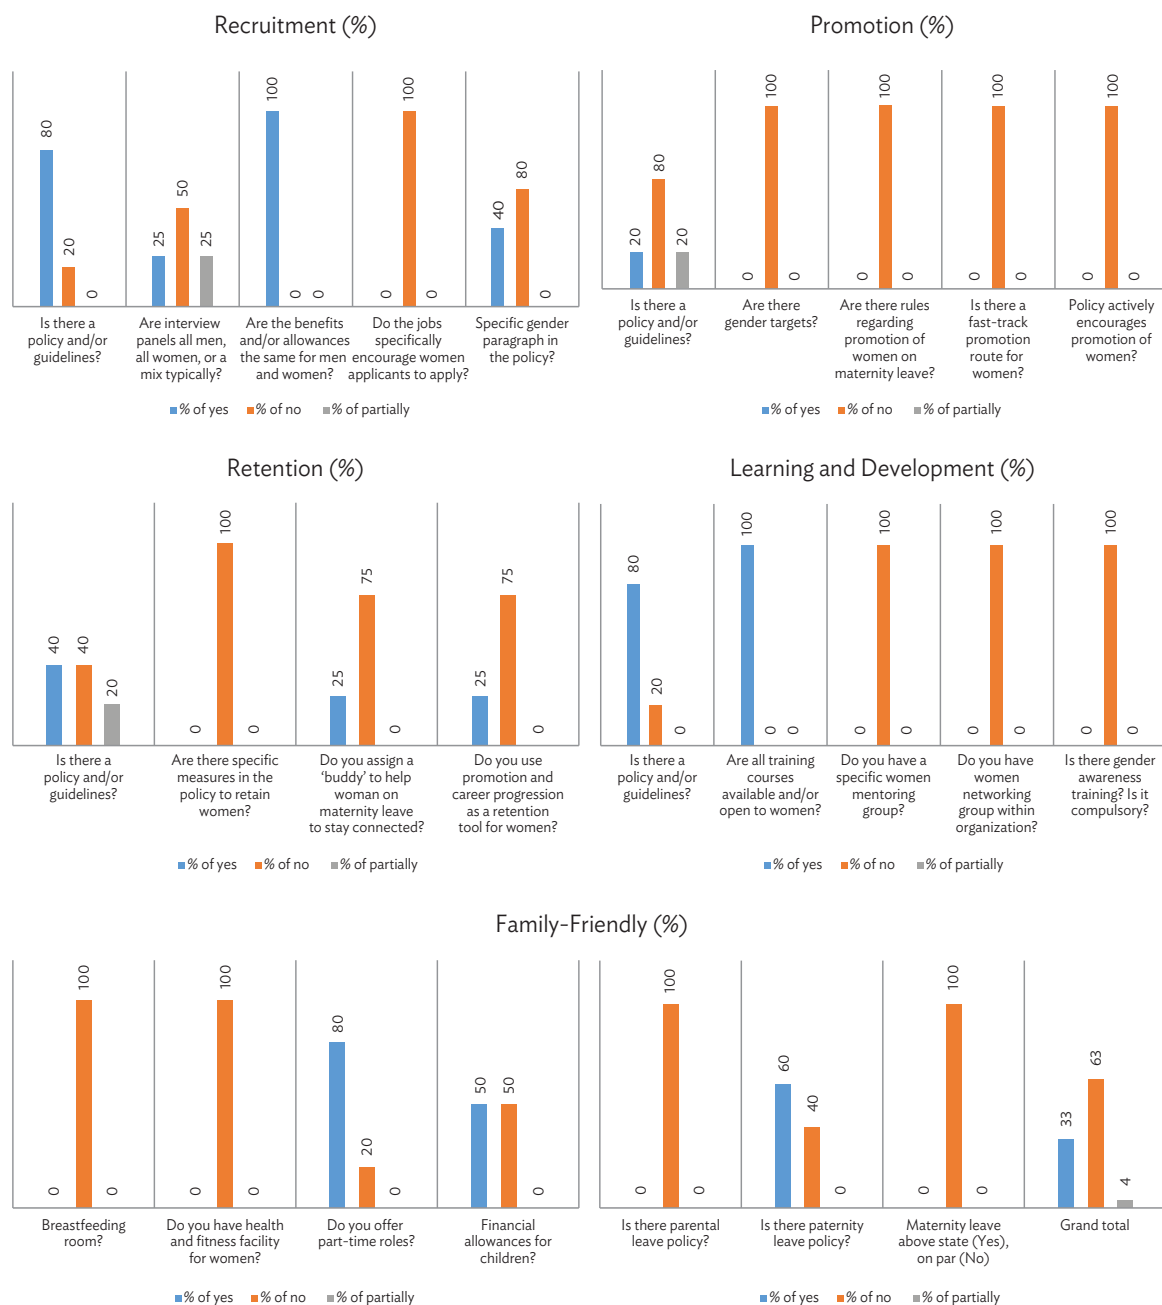 Recruitment (%)
80
20
0
25
50
25
100
0
0
0
100
0
40
80
0
Is there a
policy and/or
guidelines?
Are interview
panels all men,
all women, or a
mix typically?
Are the benefits
and/or allowances
the same for men
and women?
Do the jobs
specifically
encourage women
applicants to apply?
Specific gender
paragraph in
the policy?
% of yes % of no % of partially
Promotion (%)
20
80
20
0
100
0
0
100
0
0
100
0
0
100
0
Is there a
policy and/or
guidelines?
Are there
gender targets?
Are there rules
regarding
promotion of
women on
maternity leave?
Is there a
fast-track
promotion
route for
women?
Policy actively
encourages
promotion of
women?
% of yes % of no % of partially
Retention (%)
40
40
20
0
100
0
25
75
0
25
75
0
Is there a
policy and/or
guidelines?
Are there specific
measures in the
policy to retain
women?
Do you assign a
‘buddy’ to help
woman on
maternity leave
to stay connected?
Do you use
promotion and
career progression
as a retention
tool for women?
% of yes % of no % of partially
Learning and Development (%)
80
20
0
100
0
0
0
100
0
0
100
0
0
100
0
Is there a
policy and/or
guidelines?
Are all training
courses
available and/or
open to women?
Do you have a
specific women
mentoring
group?
Do you have
women
networking
group within
organization?
Is there gender
awareness
training? Is it
compulsory?
% of yes % of no % of partially
Family-Friendly (%)
0
100
0
0
100
0
80
20
0
50
50
0
Breastfeeding
room?
Do you have health
and fitness facility
for women?
Do you offer
part-time roles?
Financial
allowances for
children?
% of yes % of no % of partially
0
100
0
60
40
0
0
100
0
33
63
4
Is there parental
leave policy?
Is there paternity
leave policy?
Maternity leave
above state (Yes),
on par (No)
Grand total
% of yes % of no % of partially